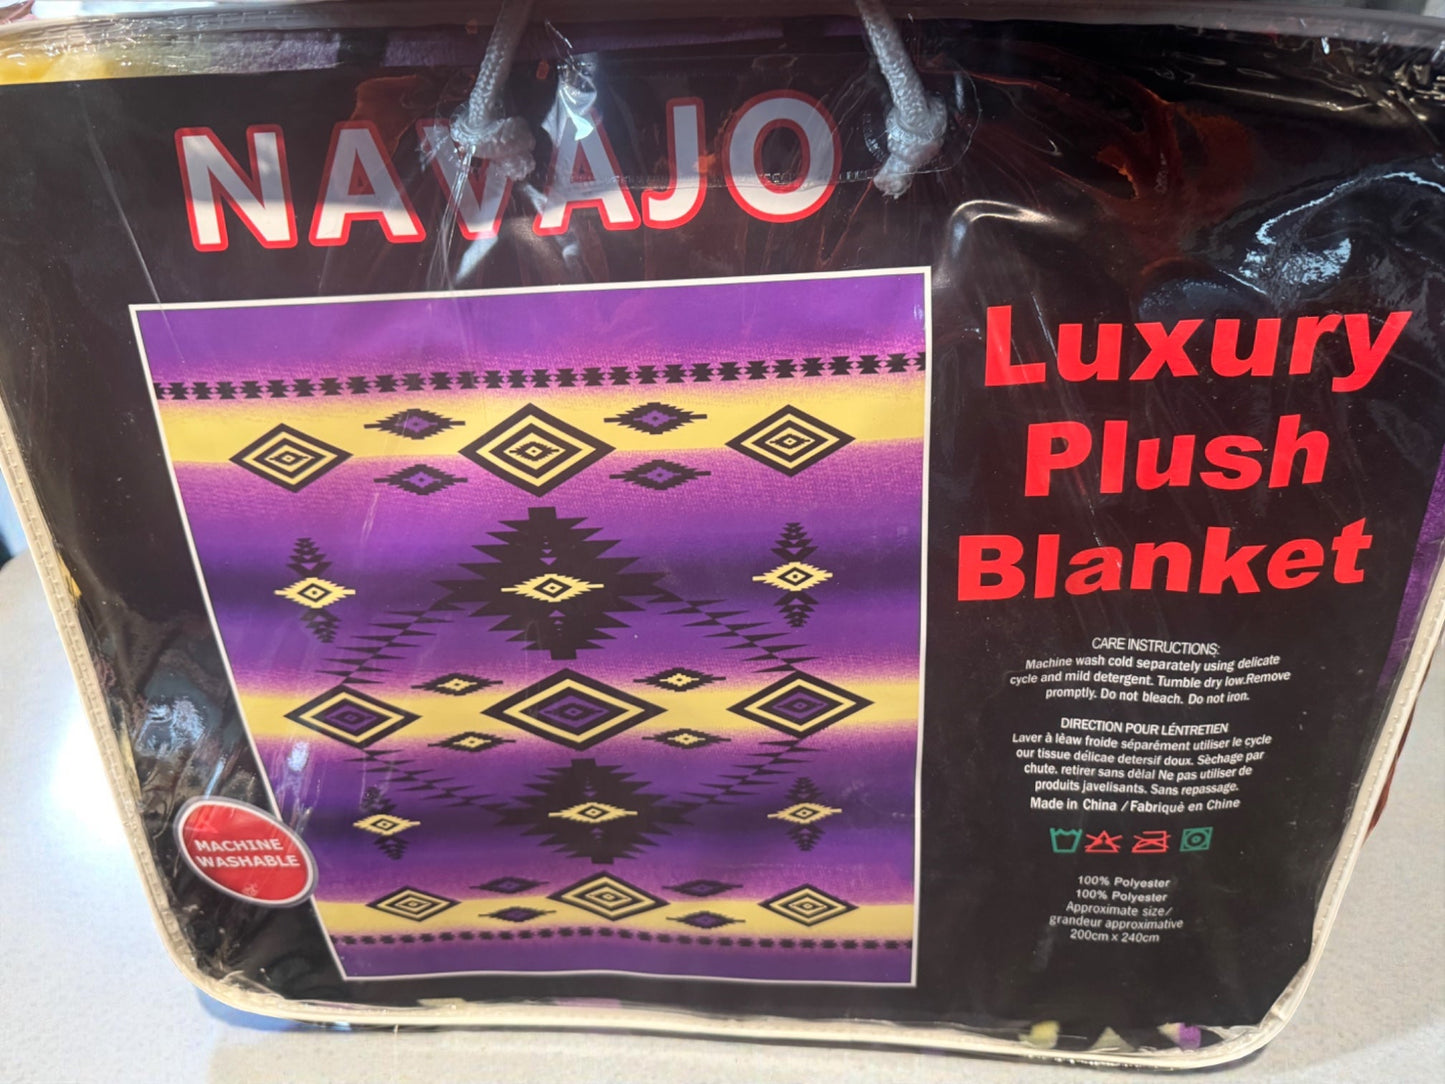 NAVAJO
Luxury
Plush
Blanket
CARE INSTRUCTIONS:
Machine wash cold separately using delicate
cycle and mild detergent. Tumble dry low.Remove
promptly. Do not bleach. Do not iron.
DIRECTION POUR LÉNTRETIEN
Laver à lèaw froide séparément utiliser le cycle
our tissue délicae detersif doux. Sèchage par
chute. retirer sans délal Ne pas utiliser de
produits javelisants. Sans repassage.
Made in China / Fabriquè en Chine
100% Polyester
100% Polyester
Approximate size/
grandeur approximative
200cm x 240cm
MACHINE
WASHABLE